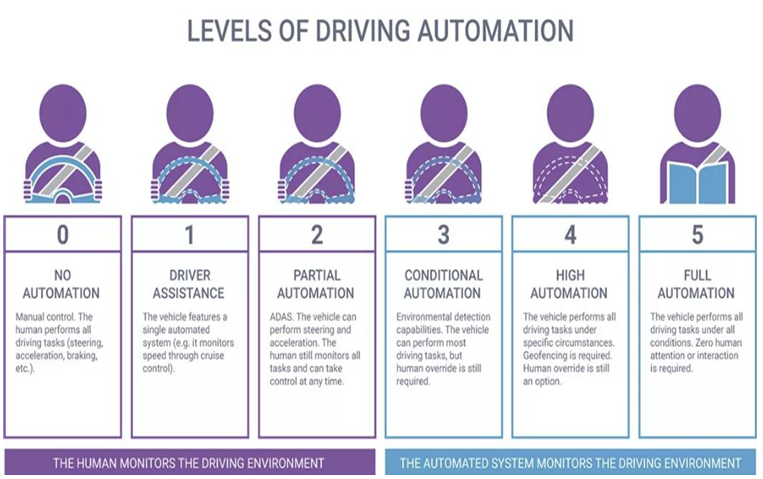 LEVELS OF DRIVING AUTOMATION
0
NO
AUTOMATION
Manual control. The
human performs all
driving tasks (steering,
acceleration, braking,
etc.).
1
DRIVER
ASSISTANCE
The vehicle features a
single automated
system (e.g. it monitors
speed through cruise
control).
2
PARTIAL
AUTOMATION
ADAS. The vehicle can
perform steering and
acceleration. The
human still monitors all
tasks and can take
control at any time.
3
CONDITIONAL
AUTOMATION
Environmental detection
capabilities. The vehicle
can perform most
driving tasks, but
human override is still
required.
4
HIGH
AUTOMATION
The vehicle performs all
driving tasks under
specific circumstances.
Geofencing is required.
Human override is still
an option.
5
FULL
AUTOMATION
The vehicle performs all
driving tasks under all
conditions. Zero human
attention or interaction
is required.
THE HUMAN MONITORS THE DRIVING ENVIRONMENT
THE AUTOMATED SYSTEM MONITORS THE DRIVING ENVIRONMENT